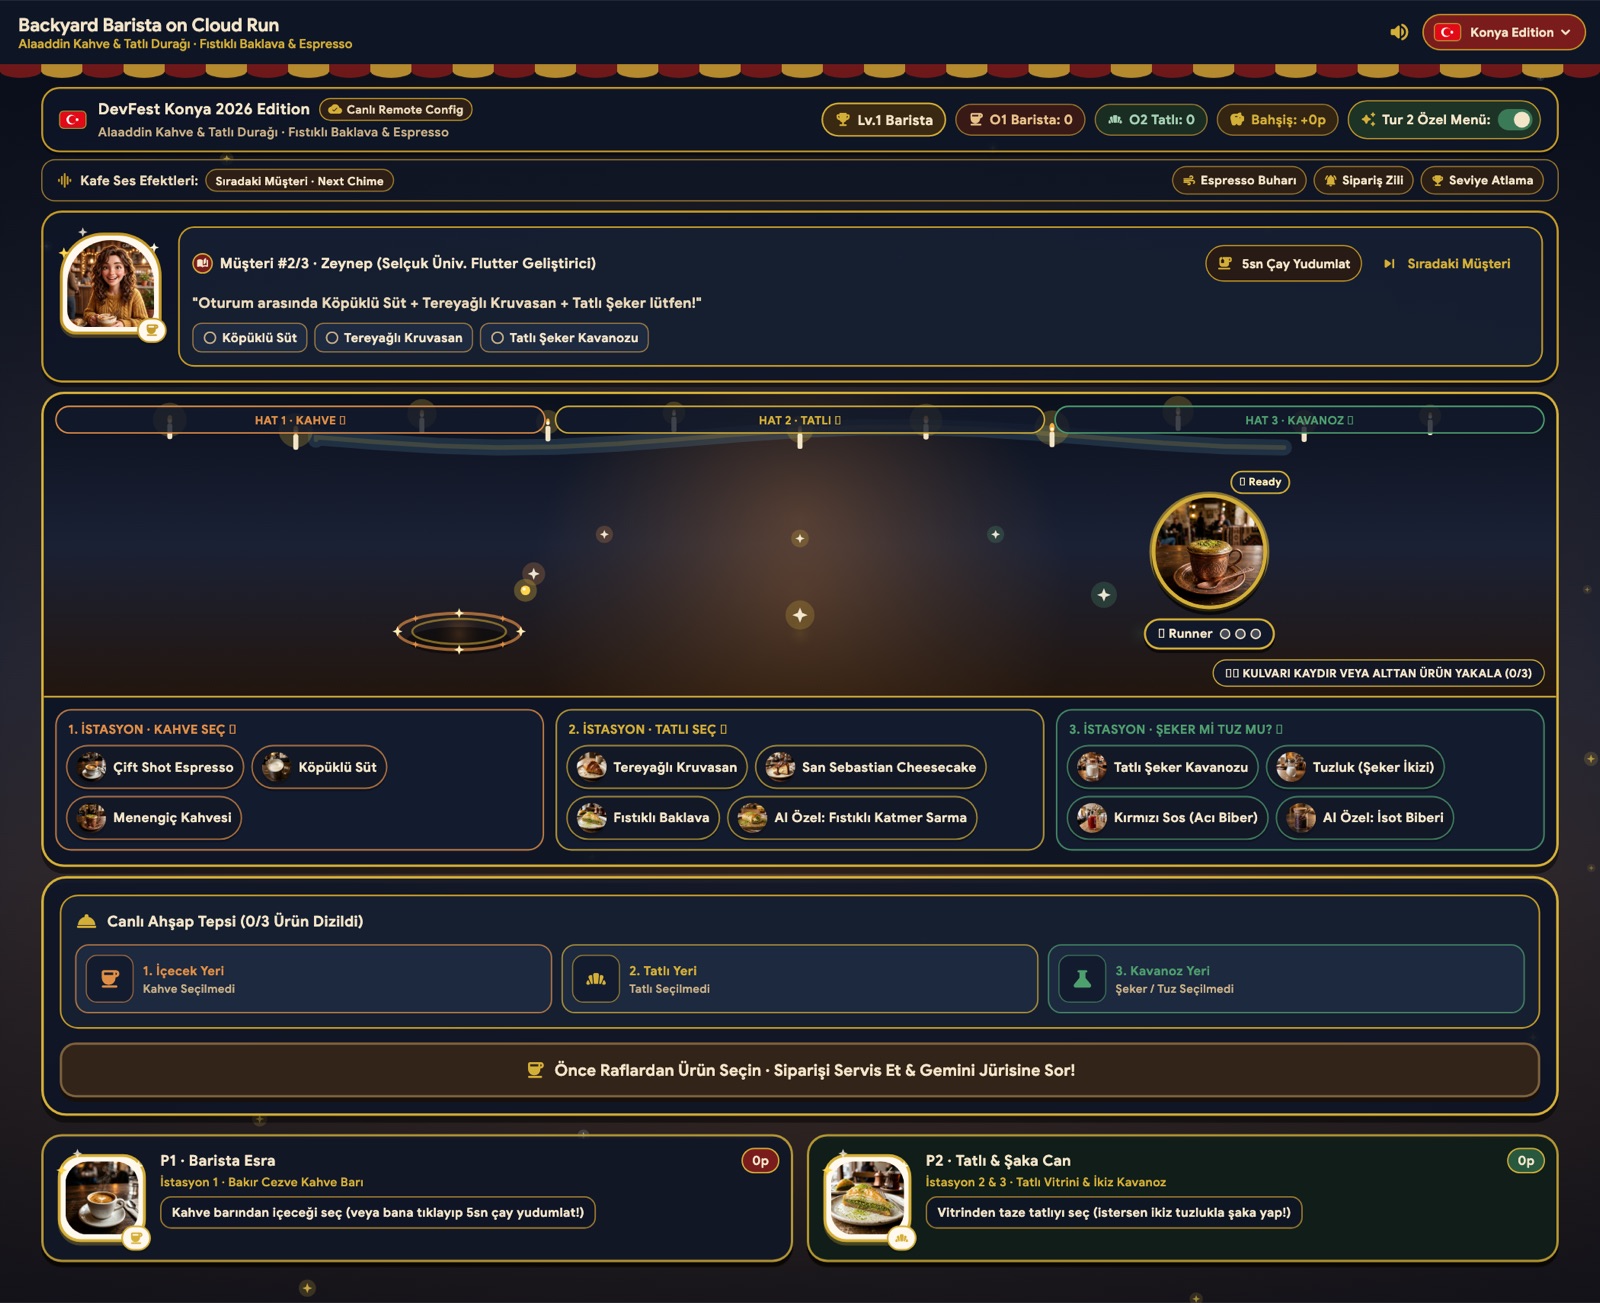 Backyard Barista on Cloud Run
Alaaddin Kahve & Tatlı Durağı · Fıstıklı Baklava & Espresso
Konya Edition
DevFest Konya 2026 Edition
Canlı Remote Config
Alaaddin Kahve & Tatlı Durağı · Fıstıklı Baklava & Espresso
Lv.1 Barista
O1 Barista: 0
O2 Tatlı: 0
Bahşiş: +0p
Tur 2 Özel Menü:
Kafe Ses Efektleri:
Sıradaki Müşteri · Next Chime
Espresso Buharı
Sipariş Zili
Seviye Atlama
Müşteri #2/3 · Zeynep (Selçuk Üniv. Flutter Geliştirici)
5sn Çay Yudumlat
Sıradaki Müşteri
"Oturum arasında Köpüklü Süt + Tereyağlı Kruvasan + Tatlı Şeker lütfen!"
Köpüklü Süt
Tereyağlı Kruvasan
Tatlı Şeker Kavanozu
HAT 1 · KAHVE
HAT 2 · TATLI
HAT 3 · KAVANOZ
Ready
Runner
KULVARI KAYDIR VEYA ALTTAN ÜRÜN YAKALA (0/3)
1. İSTASYON · KAHVE SEÇ
Çift Shot Espresso
Köpüklü Süt
Menengiç Kahvesi
2. İSTASYON · TATLI SEÇ
Tereyağlı Kruvasan
San Sebastian Cheesecake
Fıstıklı Baklava
AI Özel: Fıstıklı Katmer Sarma
3. İSTASYON · ŞEKER Mİ TUZ MU?
Tatlı Şeker Kavanozu
Tuzluk (Şeker İkizi)
Kırmızı Sos (Acı Biber)
AI Özel: İsot Biberi
Canlı Ahşap Tepsi (0/3 Ürün Dizildi)
1. İçecek Yeri
Kahve Seçilmedi
2. Tatlı Yeri
Tatlı Seçilmedi
3. Kavanoz Yeri
Şeker / Tuz Seçilmedi
Önce Raflardan Ürün Seçin · Siparişi Servis Et & Gemini Jürisine Sor!
P1 · Barista Esra
0p
İstasyon 1 · Bakır Cezve Kahve Barı
Kahve barından içeceği seç (veya bana tıklayıp 5sn çay yudumlat!)
P2 · Tatlı & Şaka Can
0p
İstasyon 2 & 3 · Tatlı Vitrini & İkiz Kavanoz
Vitrinden taze tatlıyı seç (istersen ikiz tuzlukla şaka yap!)